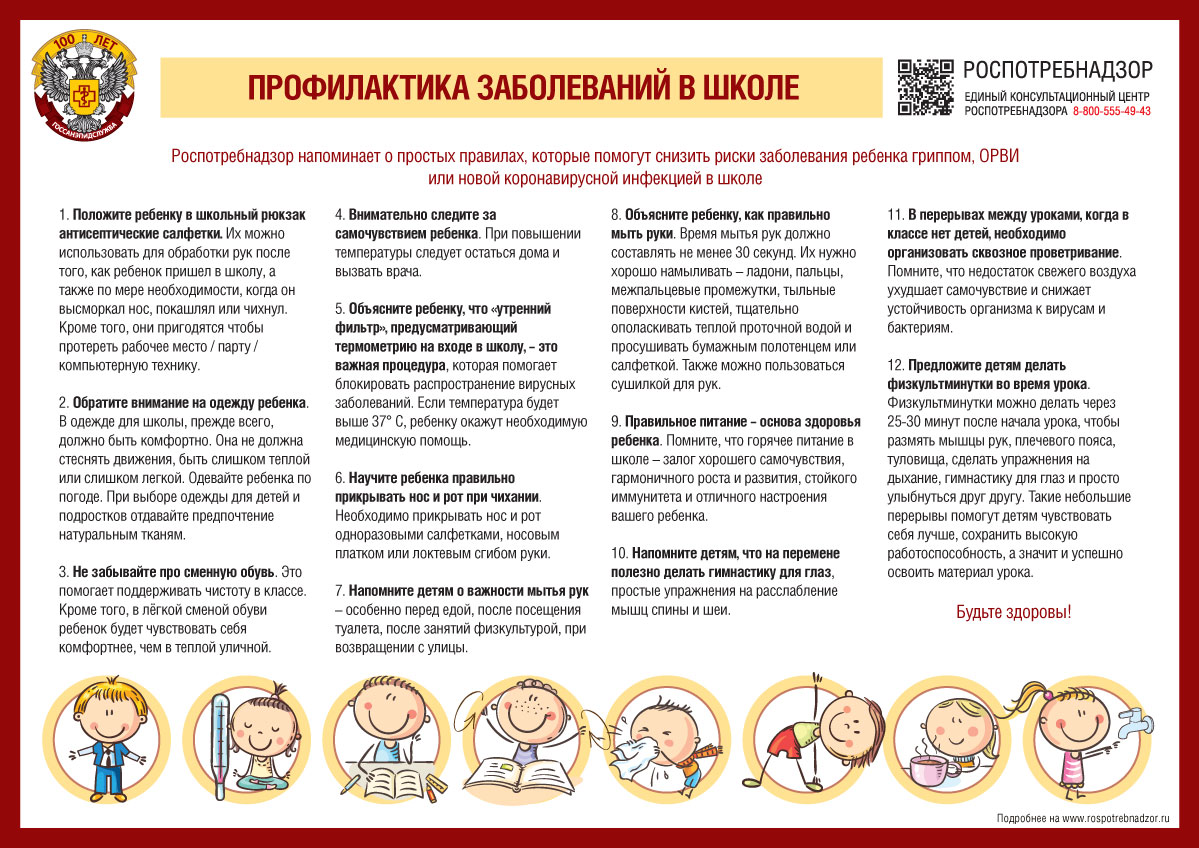 100 ЛЕТ
ГОССАНЭПИДСЛУЖБА
ПРОФИЛАКТИКА ЗАБОЛЕВАНИЙ В ШКОЛЕ
РОСПОТРЕБНАДЗОР
ЕДИНЫЙ КОНСУЛЬТАЦИОННЫЙ ЦЕНТР
РОСПОТРЕБНАДЗОРА 8-800-555-49-43
Роспотребнадзор напоминает о простых правилах, которые помогут снизить риски заболевания ребенка гриппом, ОРВИ
или новой коронавирусной инфекцией в школе
1. Положите ребенку в школьный рюкзак
антисептические салфетки. Их можно
использовать для обработки рук после
того, как ребенок пришел в школу, а
также по мере необходимости, когда он
высморкал нос, покашлял или чихнул.
Кроме того, они пригодятся чтобы
протереть рабочее место / парту /
компьютерную технику.
2. Обратите внимание на одежду ребенка.
В одежде для школы, прежде всего,
должно быть комфортно. Она не должна
стеснять движения, быть слишком теплой
или слишком легкой. Одевайте ребенка по
погоде. При выборе одежды для детей и
подростков отдавайте предпочтение
натуральным тканям.
3. Не забывайте про сменную обувь. Это
помогает поддерживать чистоту в классе.
Кроме того, в лёгкой сменой обуви
ребенок будет чувствовать себя
комфортнее, чем в теплой уличной.
4. Внимательно следите за
самочувствием ребенка. При повышении
температуры следует остаться дома и
вызвать врача.
5. Объясните ребенку, что «утренний
фильтр», предусматривающий
термометрию на входе в школу, – это
важная процедура, которая помогает
блокировать распространение вирусных
заболеваний. Если температура будет
выше 37° С, ребенку окажут необходимую
медицинскую помощь.
6. Научите ребенка правильно
прикрывать нос и рот при чихании.
Необходимо прикрывать нос и рот
одноразовыми салфетками, носовым
платком или локтевым сгибом руки.
7. Напомните детям о важности мытья рук
– особенно перед едой, после посещения
туалета, после занятий физкультурой, при
возвращении с улицы.
8. Объясните ребенку, как правильно
мыть руки. Время мытья рук должно
составлять не менее 30 секунд. Их нужно
хорошо намыливать – ладони, пальцы,
межпальцевые промежутки, тыльные
поверхности кистей, тщательно
ополаскивать теплой проточной водой и
просушивать бумажным полотенцем или
салфеткой. Также можно пользоваться
сушилкой для рук.
9. Правильное питание – основа здоровья
ребенка. Помните, что горячее питание в
школе – залог хорошего самочувствия,
гармоничного роста и развития, стойкого
иммунитета и отличного настроения
вашего ребенка.
10. Напомните детям, что на перемене
полезно делать гимнастику для глаз,
простые упражнения на расслабление
мышц спины и шеи.
11. В перерывах между уроками, когда в
классе нет детей, необходимо
организовать сквозное проветривание.
Помните, что недостаток свежего воздуха
ухудшает самочувствие и снижает
устойчивость организма к вирусам и
бактериям.
12. Предложите детям делать
физкультминутки во время урока.
Физкультминутки можно делать через
25-30 минут после начала урока, чтобы
размять мышцы рук, плечевого пояса,
туловища, сделать упражнения на
дыхание, гимнастику для глаз и просто
улыбнуться друг другу. Такие небольшие
перерывы помогут детям чувствовать
себя лучше, сохранить высокую
работоспособность, а значит и успешно
освоить материал урока.
Будьте здоровы!
Подробнее на www.rospotrebnadzor.ru